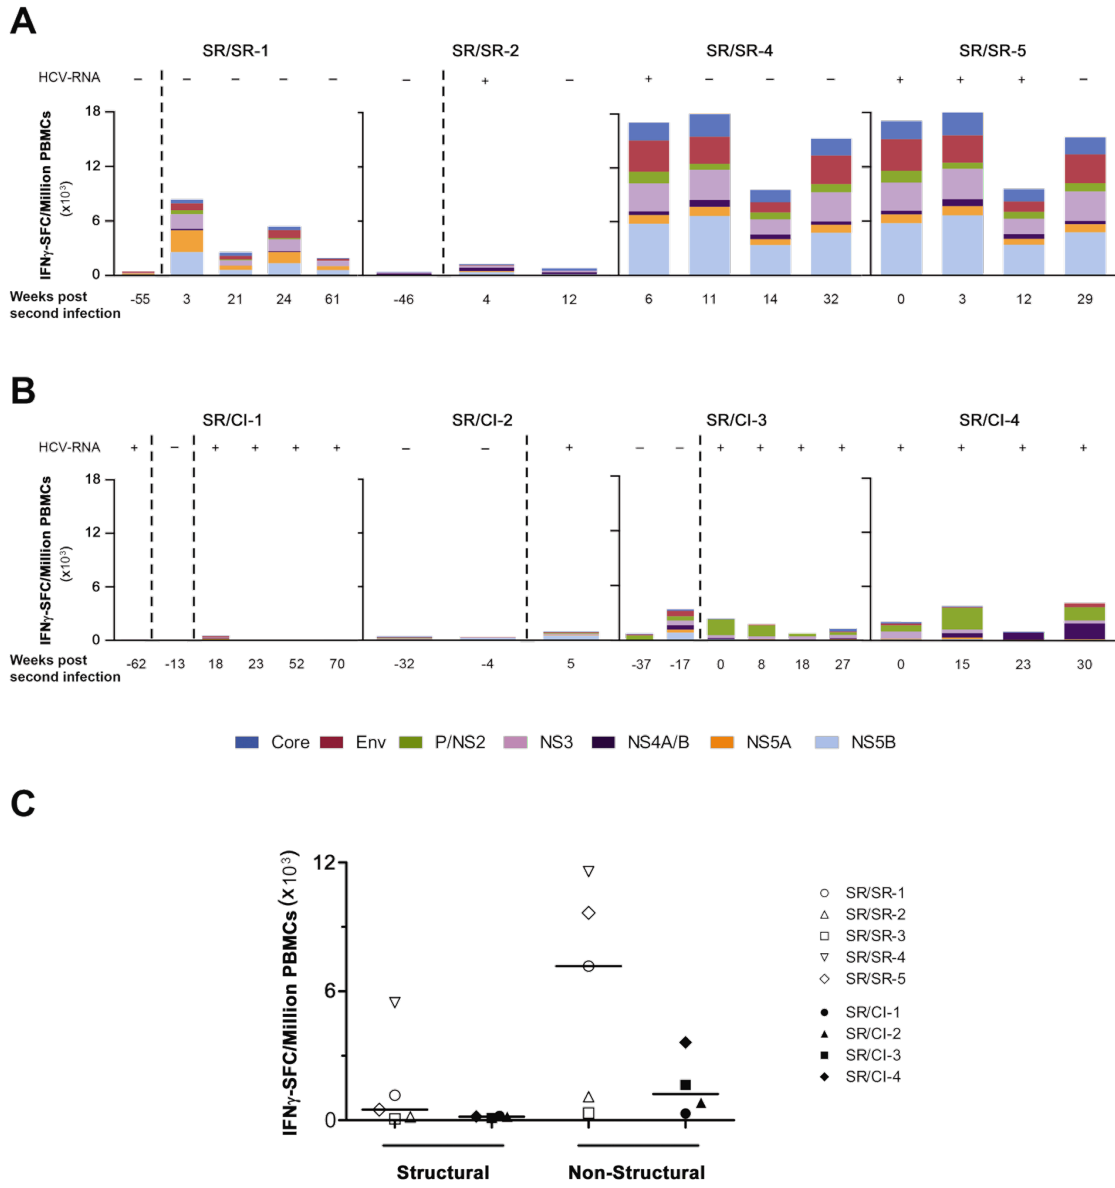 A
SR/SR-1 SR/SR-2 SR/SR-4 SR/SR-5
HCV-RNA − − − − − − + − + − − − + + + −
IFNγ-SFC/Million PBMCs
(x10³)
18
12
6
0
Weeks post
second infection
-55 3 21 24 61 -46 4 12 6 11 14 32 0 3 12 29
B
SR/CI-1 SR/CI-2 SR/CI-3 SR/CI-4
HCV-RNA + − + + + + − − + − − + + + + + + + +
IFNγ-SFC/Million PBMCs
(x10³)
18
12
6
0
Weeks post
second infection
-62 -13 18 23 52 70 -32 -4 5 -37 -17 0 8 18 27 0 15 23 30
Core Env P/NS2 NS3 NS4A/B NS5A NS5B
C
IFNγ-SFC/Million PBMCs (x10³)
12
6
0
Structural Non-Structural
SR/SR-1
SR/SR-2
SR/SR-3
SR/SR-4
SR/SR-5
SR/CI-1
SR/CI-2
SR/CI-3
SR/CI-4